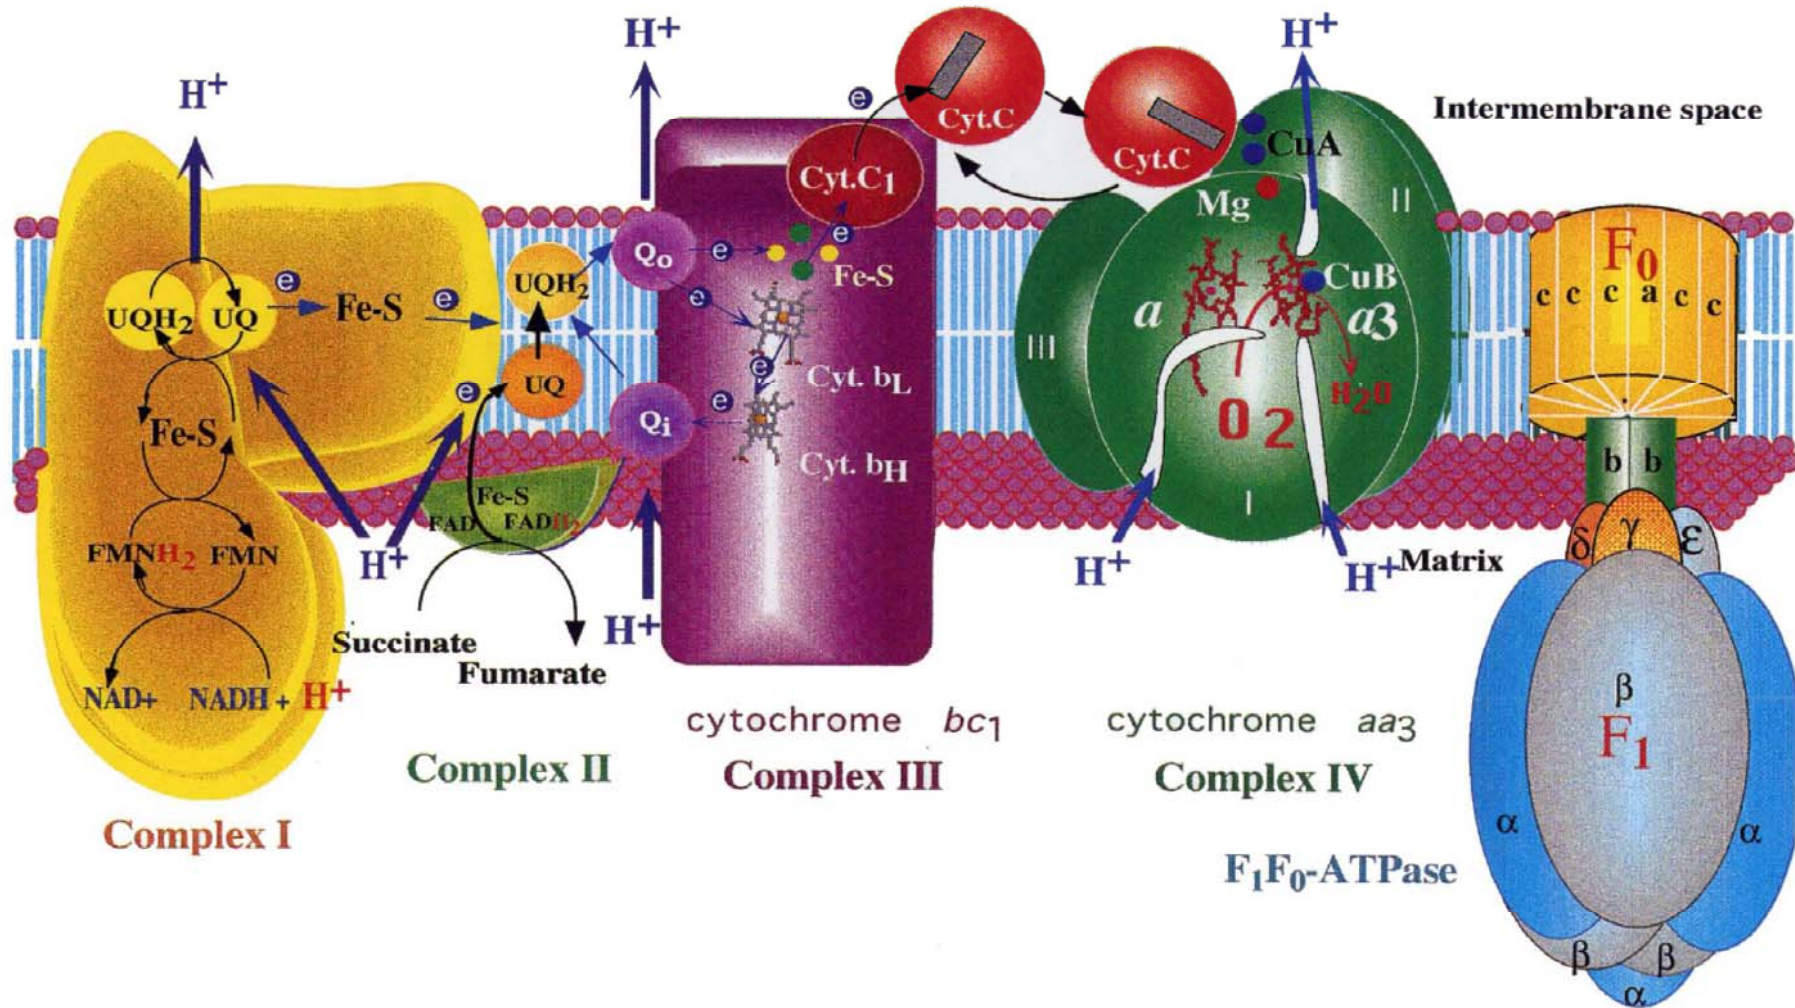 H+
H+
H+
Intermembrane space
e
Cyt.C
Cyt.C
CuA
Cyt.C1
Mg
II
Qo
e
e
Fe-S
UQH2
UQ
e
Fe-S
e
UQH2
e
CuB
a
a3
III
F0
c
c
c
a
c
c
UQ
e
e
Cyt. bL
H2O
O2
Fe-S
Qi
e
Cyt. bH
I
b
b
Fe-S
FAD
FADH2
FMNH2
FMN
H+
H+
H+
Matrix
δ
γ
ε
Succinate
Fumarate
H+
NAD+
NADH + H+
cytochrome bc1
cytochrome aa3
β
F1
Complex II
Complex III
Complex IV
Complex I
α
α
F1F0-ATPase
β
β
α